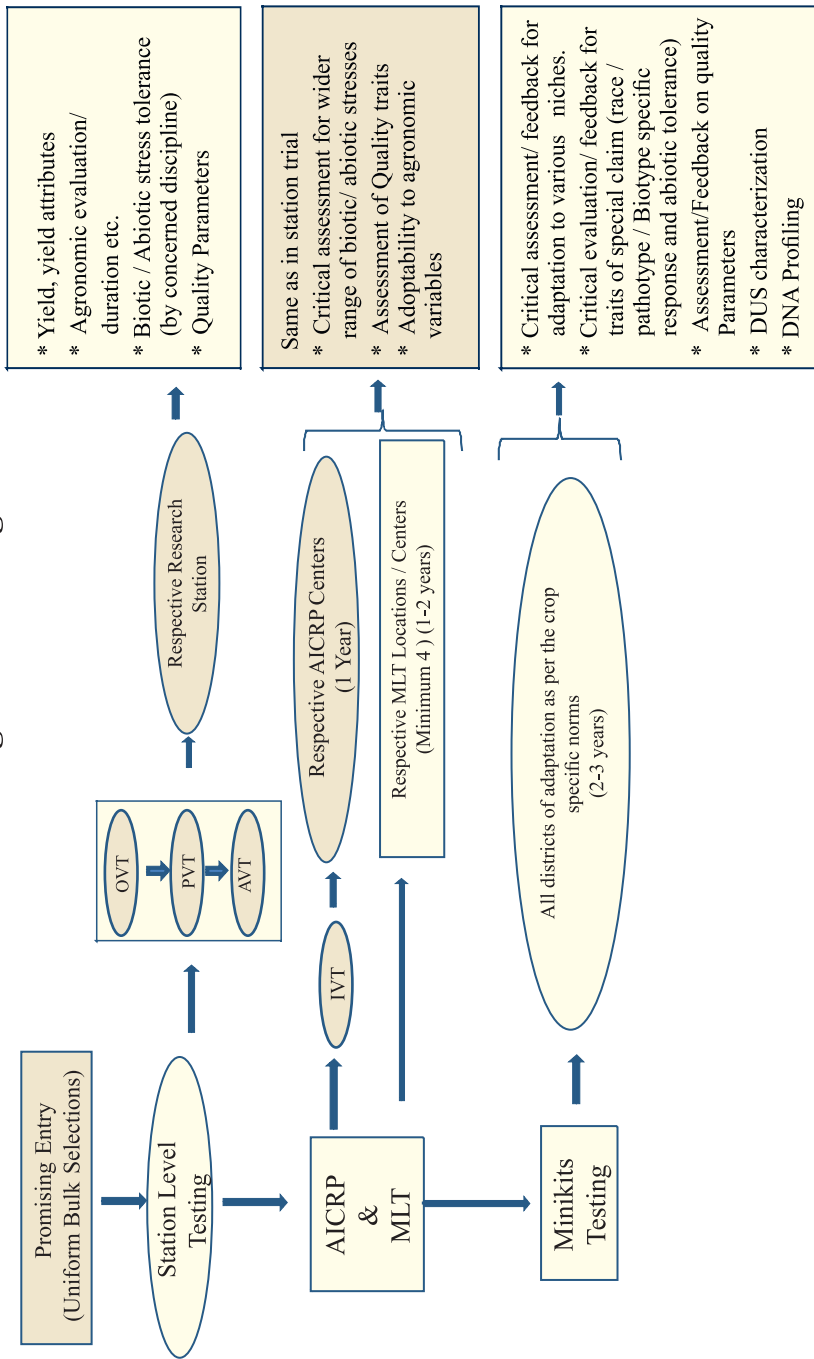 Promising Entry
(Uniform Bulk Selections)
Station Level
Testing
OVT
PVT
AVT
Respective Research
Station
* Yield, yield attributes
* Agronomic evaluation/
duration etc.
* Biotic / Abiotic stress tolerance
(by concerned discipline)
* Quality Parameters
AICRP
&
MLT
IVT
Respective AICRP Centers
(1 Year)
Respective MLT Locations / Centers
(Minimum 4 ) (1-2 years)
Same as in station trial
* Critical assessment for wider
range of biotic/ abiotic stresses
* Assessment of Quality traits
* Adoptability to agronomic
variables
Minikits
Testing
All districts of adaptation as per the crop
specific norms
(2-3 years)
* Critical assessment/ feedback for
adaptation to various niches.
* Critical evaluation/ feedback for
traits of special claim (race /
pathotype / Biotype specific
response and abiotic tolerance)
* Assessment/Feedback on quality
Parameters
* DUS characterization
* DNA Profiling